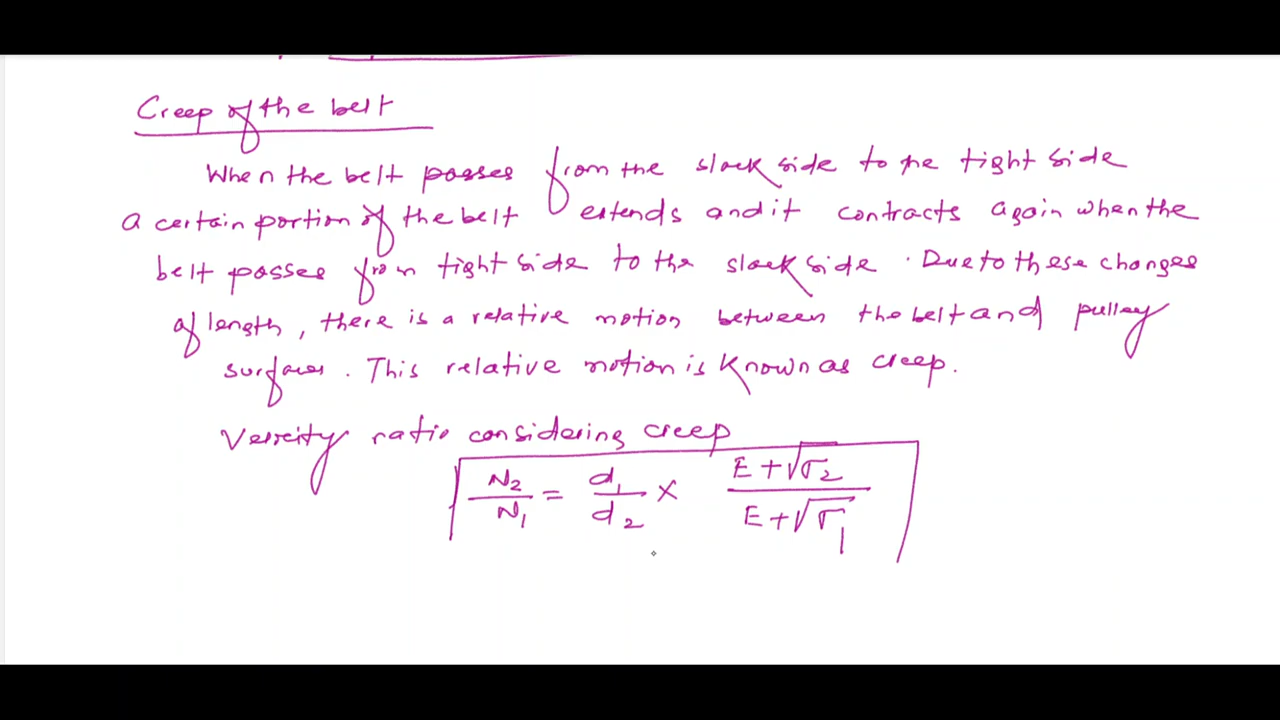 Creep of the belt
When the belt passes from the slack side to the tight side
a certain portion of the belt extends and it contracts again when the
belt passes from tight side to the slack side. Due to these changes
of length, there is a relative motion between the belt and pulley
surfaces. This relative motion is known as creep.
Velocity ratio considering creep
N₂/N₁ = d₁/d₂ × (E + √σ₂)/(E + √σ₁)